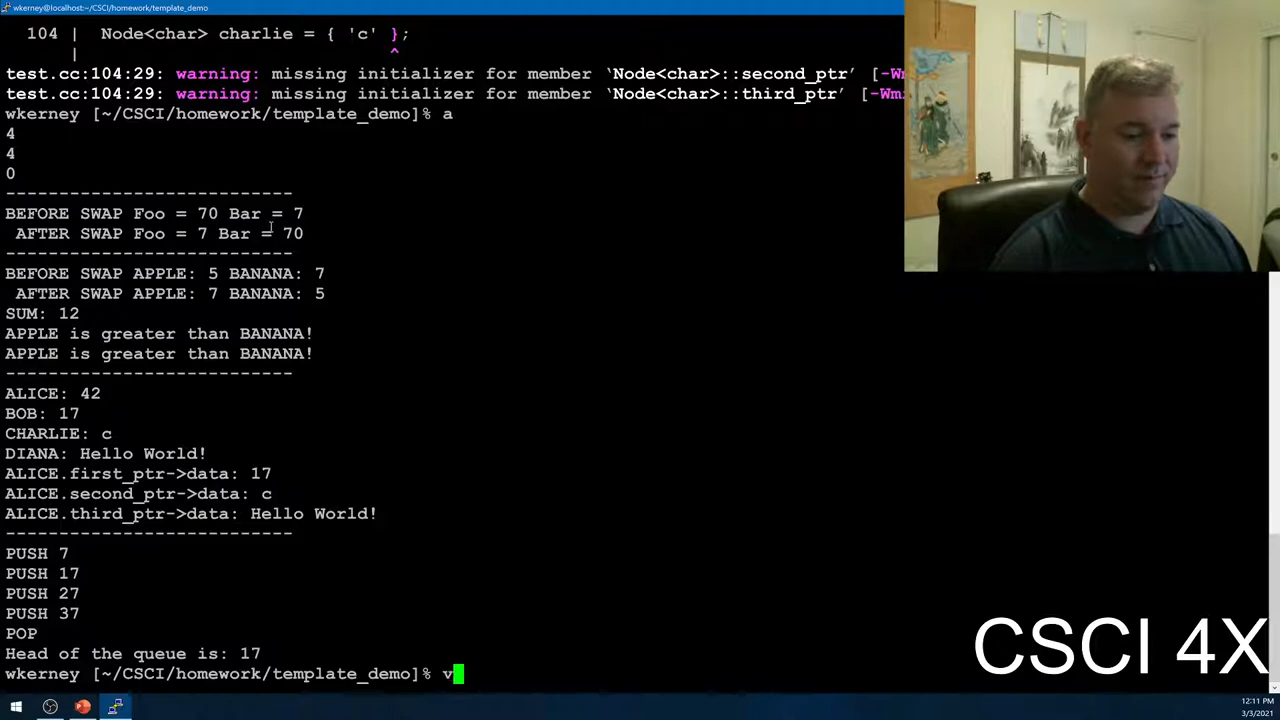 wkerney@localhost:~/CSCI/homework/template_demo
104 |   Node<char> charlie = { 'c' };
|                              ^
test.cc:104:29: warning: missing initializer for member ‘Node<char>::second_ptr’ [-Wm
test.cc:104:29: warning: missing initializer for member ‘Node<char>::third_ptr’ [-Wm
wkerney [~/CSCI/homework/template_demo]% a
4
4
0
---------------------------
BEFORE SWAP Foo = 70 Bar = 7
AFTER SWAP Foo = 7 Bar = 70
---------------------------
BEFORE SWAP APPLE: 5 BANANA: 7
AFTER SWAP APPLE: 7 BANANA: 5
SUM: 12
APPLE is greater than BANANA!
APPLE is greater than BANANA!
---------------------------
ALICE: 42
BOB: 17
CHARLIE: c
DIANA: Hello World!
ALICE.first_ptr->data: 17
ALICE.second_ptr->data: c
ALICE.third_ptr->data: Hello World!
---------------------------
PUSH 7
PUSH 17
PUSH 27
PUSH 37
POP
Head of the queue is: 17
wkerney [~/CSCI/homework/template_demo]% v
CSCI 4X
12:11 PM
3/3/2021